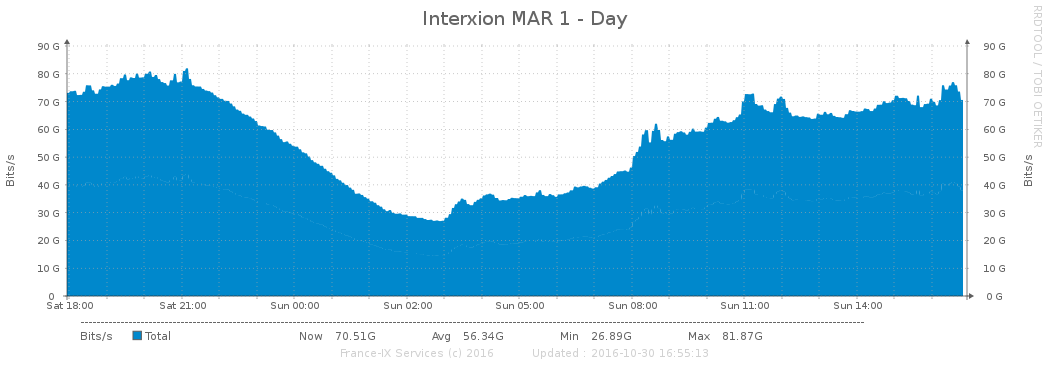 Interxion MAR 1 - Day
RRDTOOL / TOBI OETIKER
90 G 90 G
80 G 80 G
70 G 70 G
60 G 60 G
50 G 50 G
40 G 40 G
30 G 30 G
20 G 20 G
10 G 10 G
0 0 G
Bits/s
Bits/s
Sat 18:00 Sat 21:00 Sun 00:00 Sun 02:00 Sun 05:00 Sun 08:00 Sun 11:00 Sun 14:00
Bits/s Total Now 70.51G Avg 56.34G Min 26.89G Max 81.87G
France-IX Services (c) 2016 Updated : 2016-10-30 16:55:13